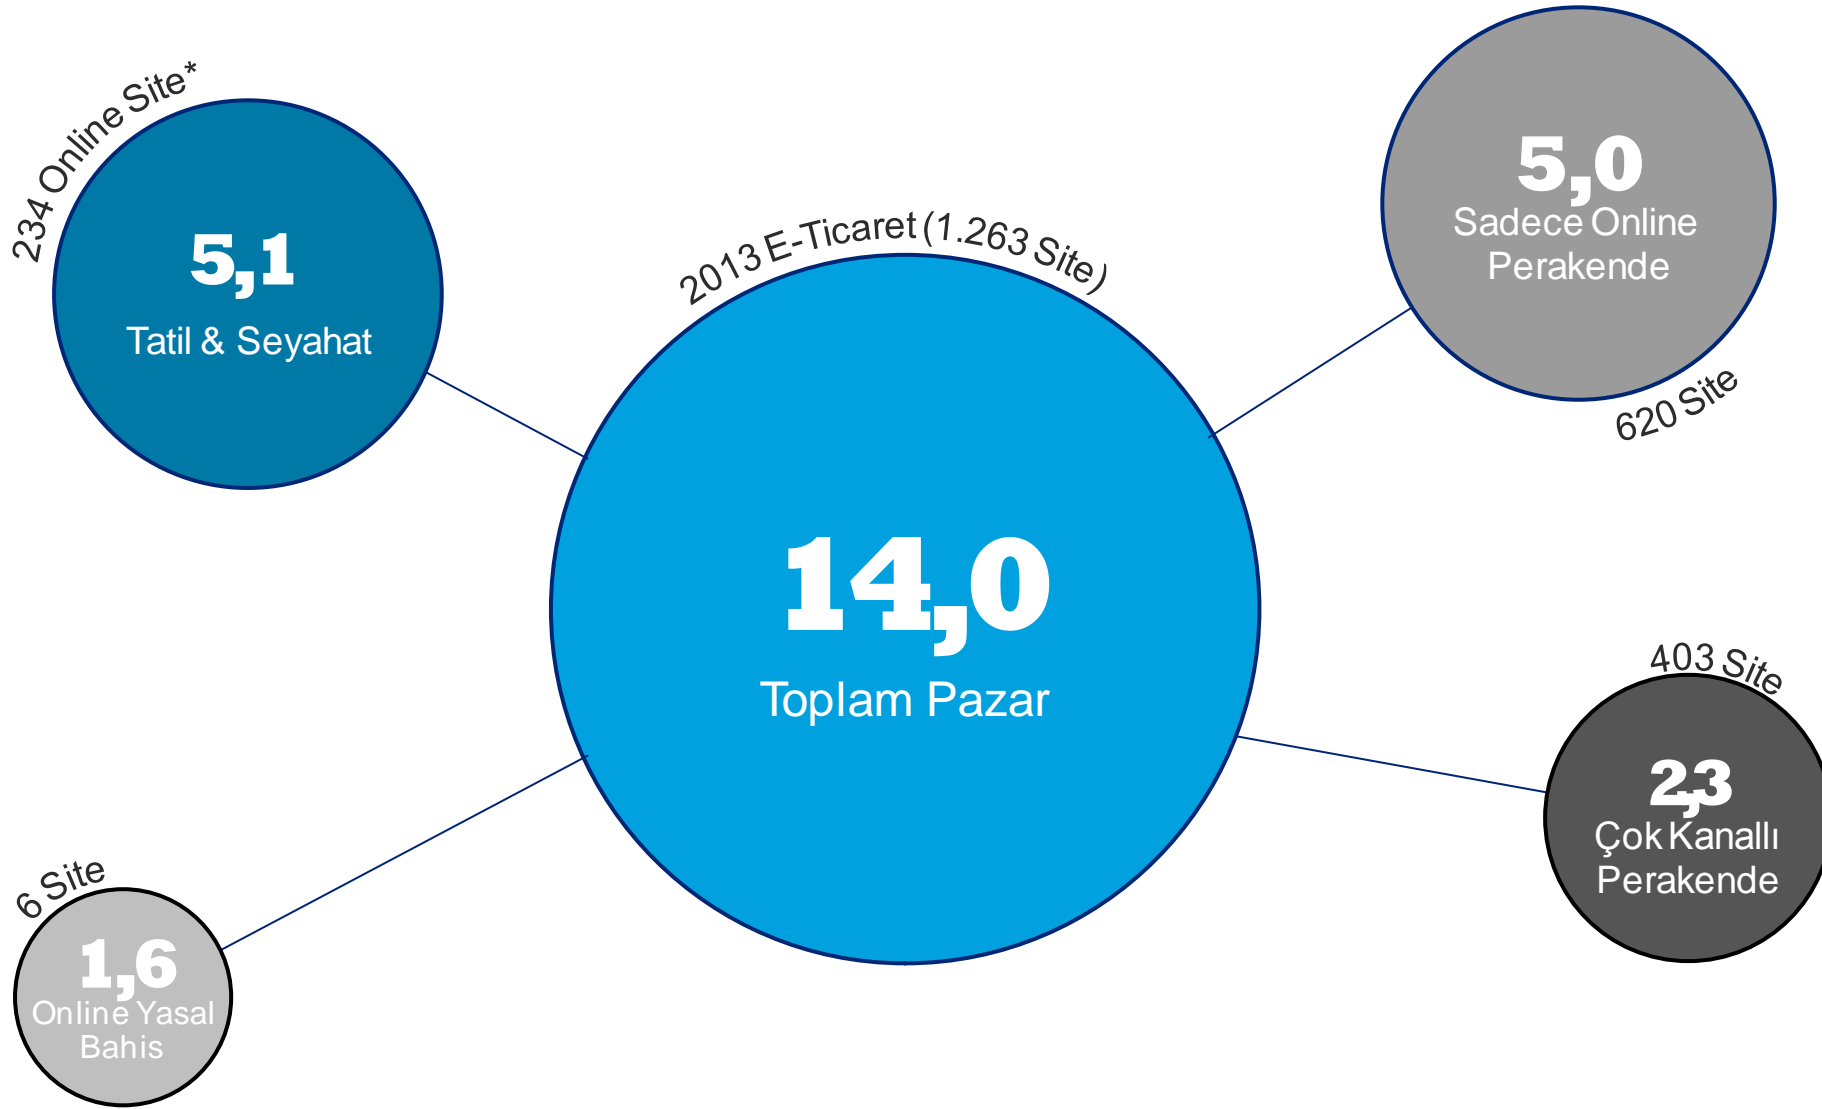 234 Online Site*
5,1
Tatil & Seyahat
2013 E-Ticaret (1.263 Site)
14,0
Toplam Pazar
5,0
Sadece Online
Perakende
620 Site
403 Site
2,3
Çok Kanallı
Perakende
6 Site
1,6
Online Yasal
Bahis